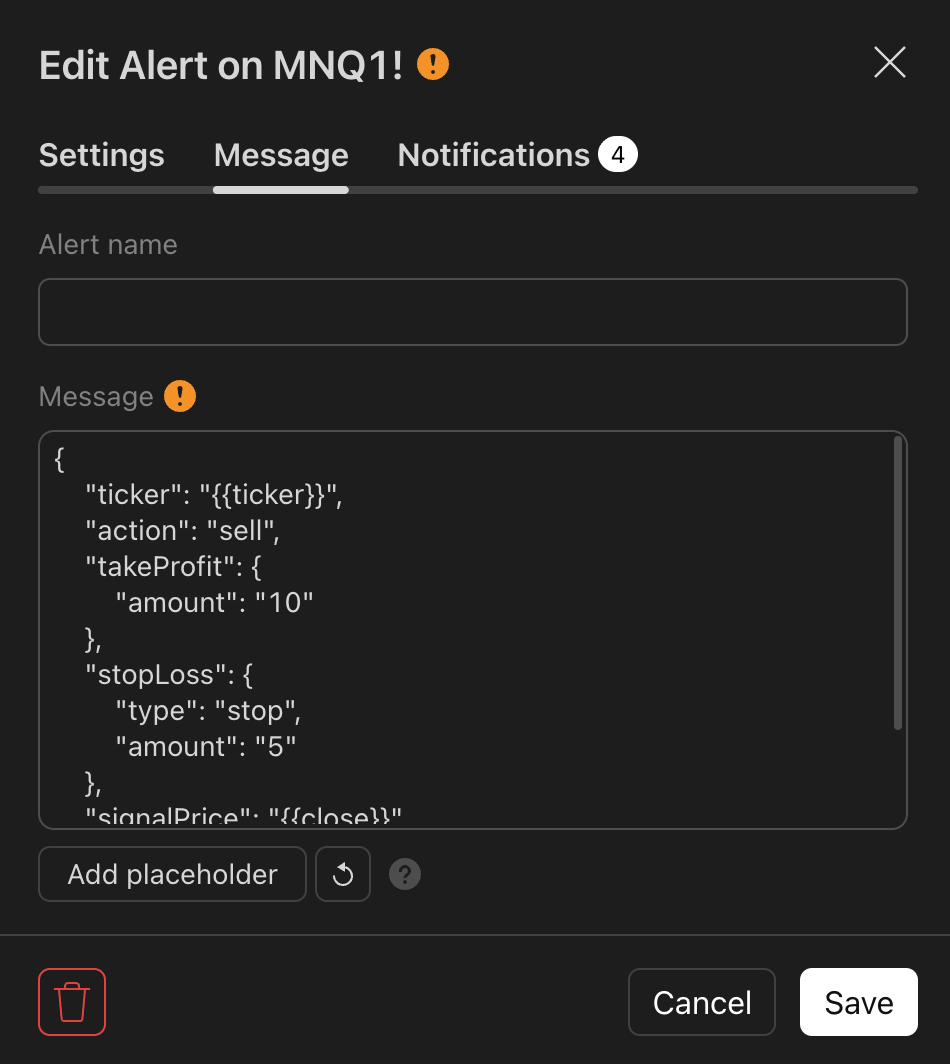 Edit Alert on MNQ1! !
Settings Message Notifications 4
Alert name
Message !
{
"ticker": "{{ticker}}",
"action": "sell",
"takeProfit": {
"amount": "10"
},
"stopLoss": {
"type": "stop",
"amount": "5"
},
"signalPrice": "{{close}}"
Add placeholder ?
Cancel Save